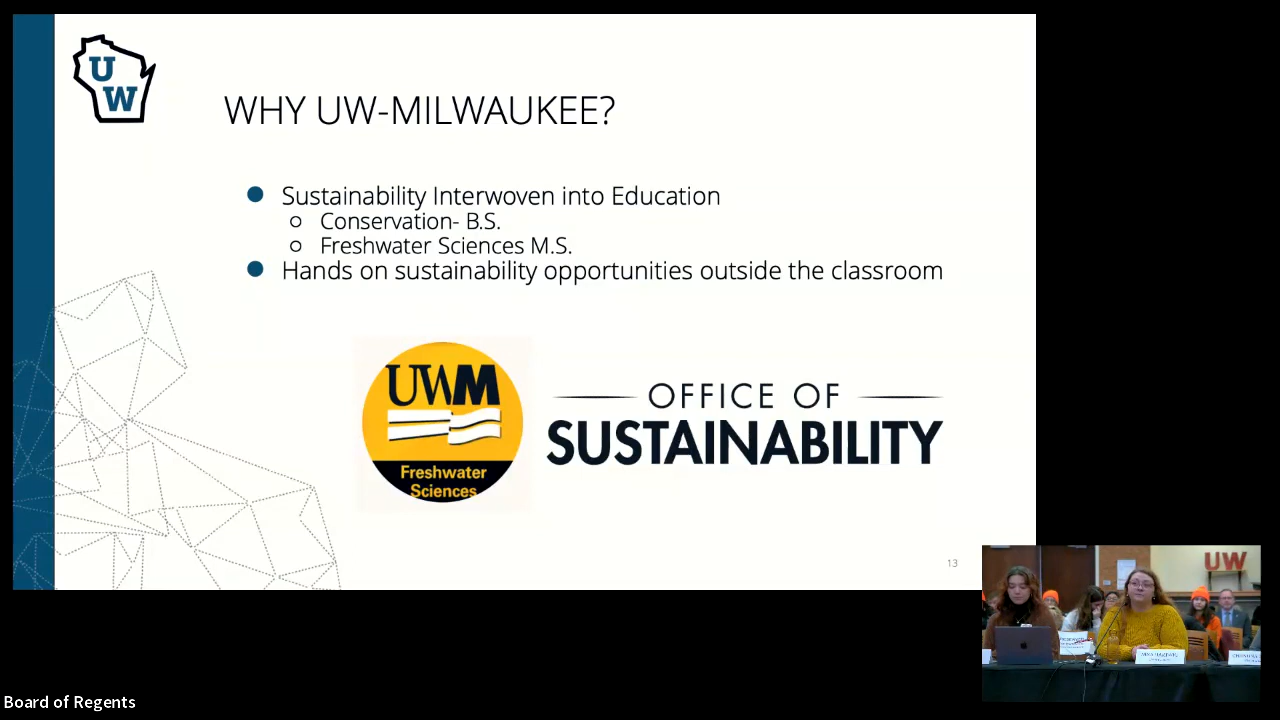 U
W
WHY UW-MILWAUKEE?
Sustainability Interwoven into Education
Conservation- B.S.
Freshwater Sciences M.S.
Hands on sustainability opportunities outside the classroom
UWM
Freshwater
Sciences
OFFICE OF
SUSTAINABILITY
13
UW
Board of Regents